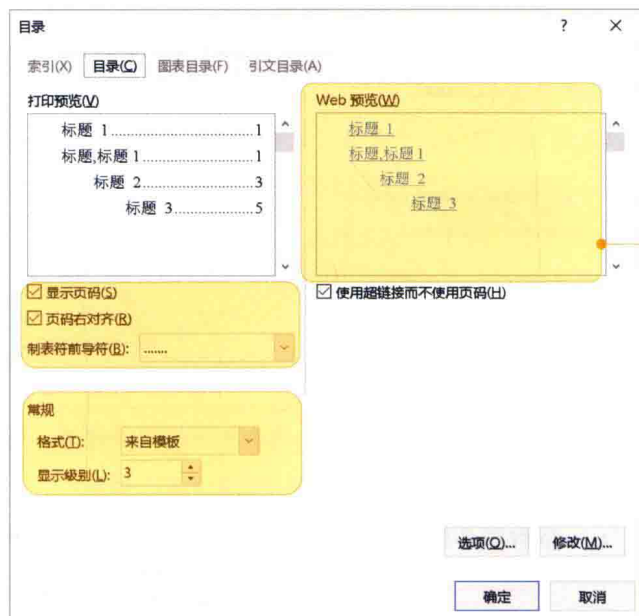 目录 ? ×
索引(X) 目录(C) 图表目录(F) 引文目录(A)
打印预览(V)
标题 1..............................1
标题,标题 1..............................1
标题 2..............................3
标题 3..............................5
Web 预览(W)
标题 1
标题,标题 1
标题 2
标题 3
显示页码(S)
页码右对齐(R)
制表符前导符(B): .......
使用超链接而不使用页码(H)
常规
格式(T): 来自模板
显示级别(L): 3
选项(O)... 修改(M)...
确定 取消